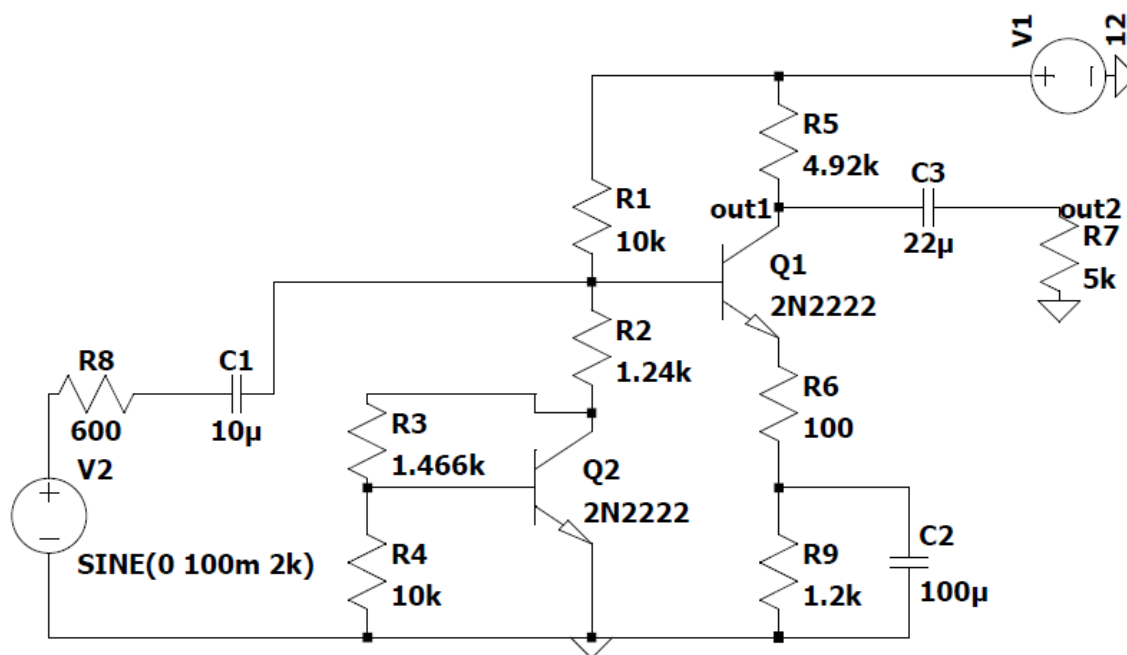 V1
12
R5
4.92k
C3
out1
out2
22µ
R7
5k
R1
10k
Q1
2N2222
R2
1.24k
R8
C1
600
10µ
R6
100
R3
1.466k
V2
Q2
2N2222
SINE(0 100m 2k)
R4
10k
R9
1.2k
C2
100µ